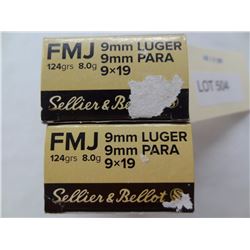 FMJ
124grs 8.0g
9mm LUGER
9mm PARA
9×19
Sellier & Bellot
LOT 504
FMJ
124grs 8.0g
9mm LUGER
9mm PARA
9×19
Sellier & Bellot